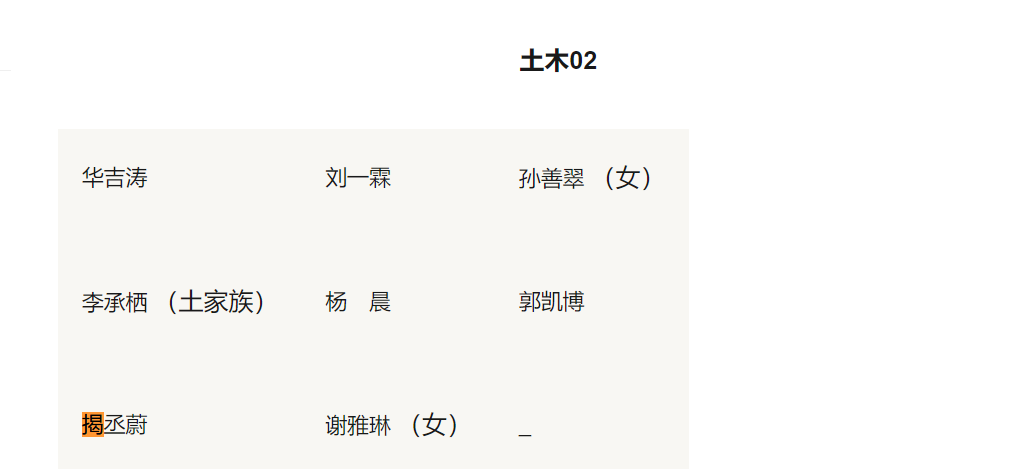 土木02
华吉涛 刘一霖 孙善翠 （女）
李承栖 （土家族） 杨　晨 郭凯博
揭丞蔚 谢雅琳 （女） _